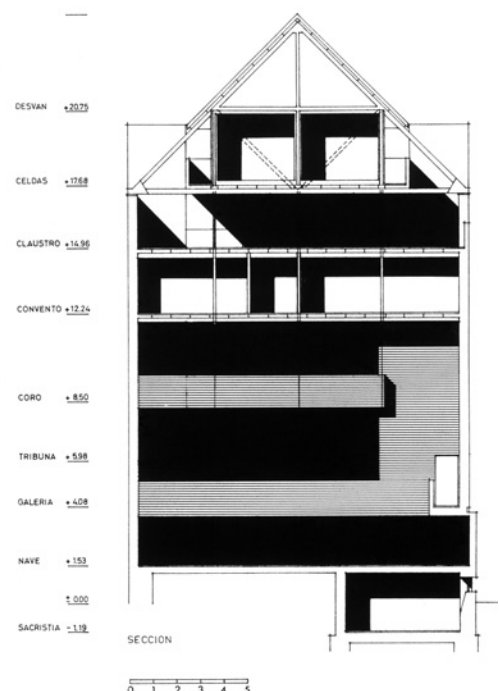 DESVAN +20.75
CELDAS +17.68
CLAUSTRO +14.96
CONVENTO +12.24
CORO +8.50
TRIBUNA +5.98
GALERIA +4.08
NAVE +1.53
± 0.00
SACRISTIA -1.19
SECCION
0 1 2 3 4 5